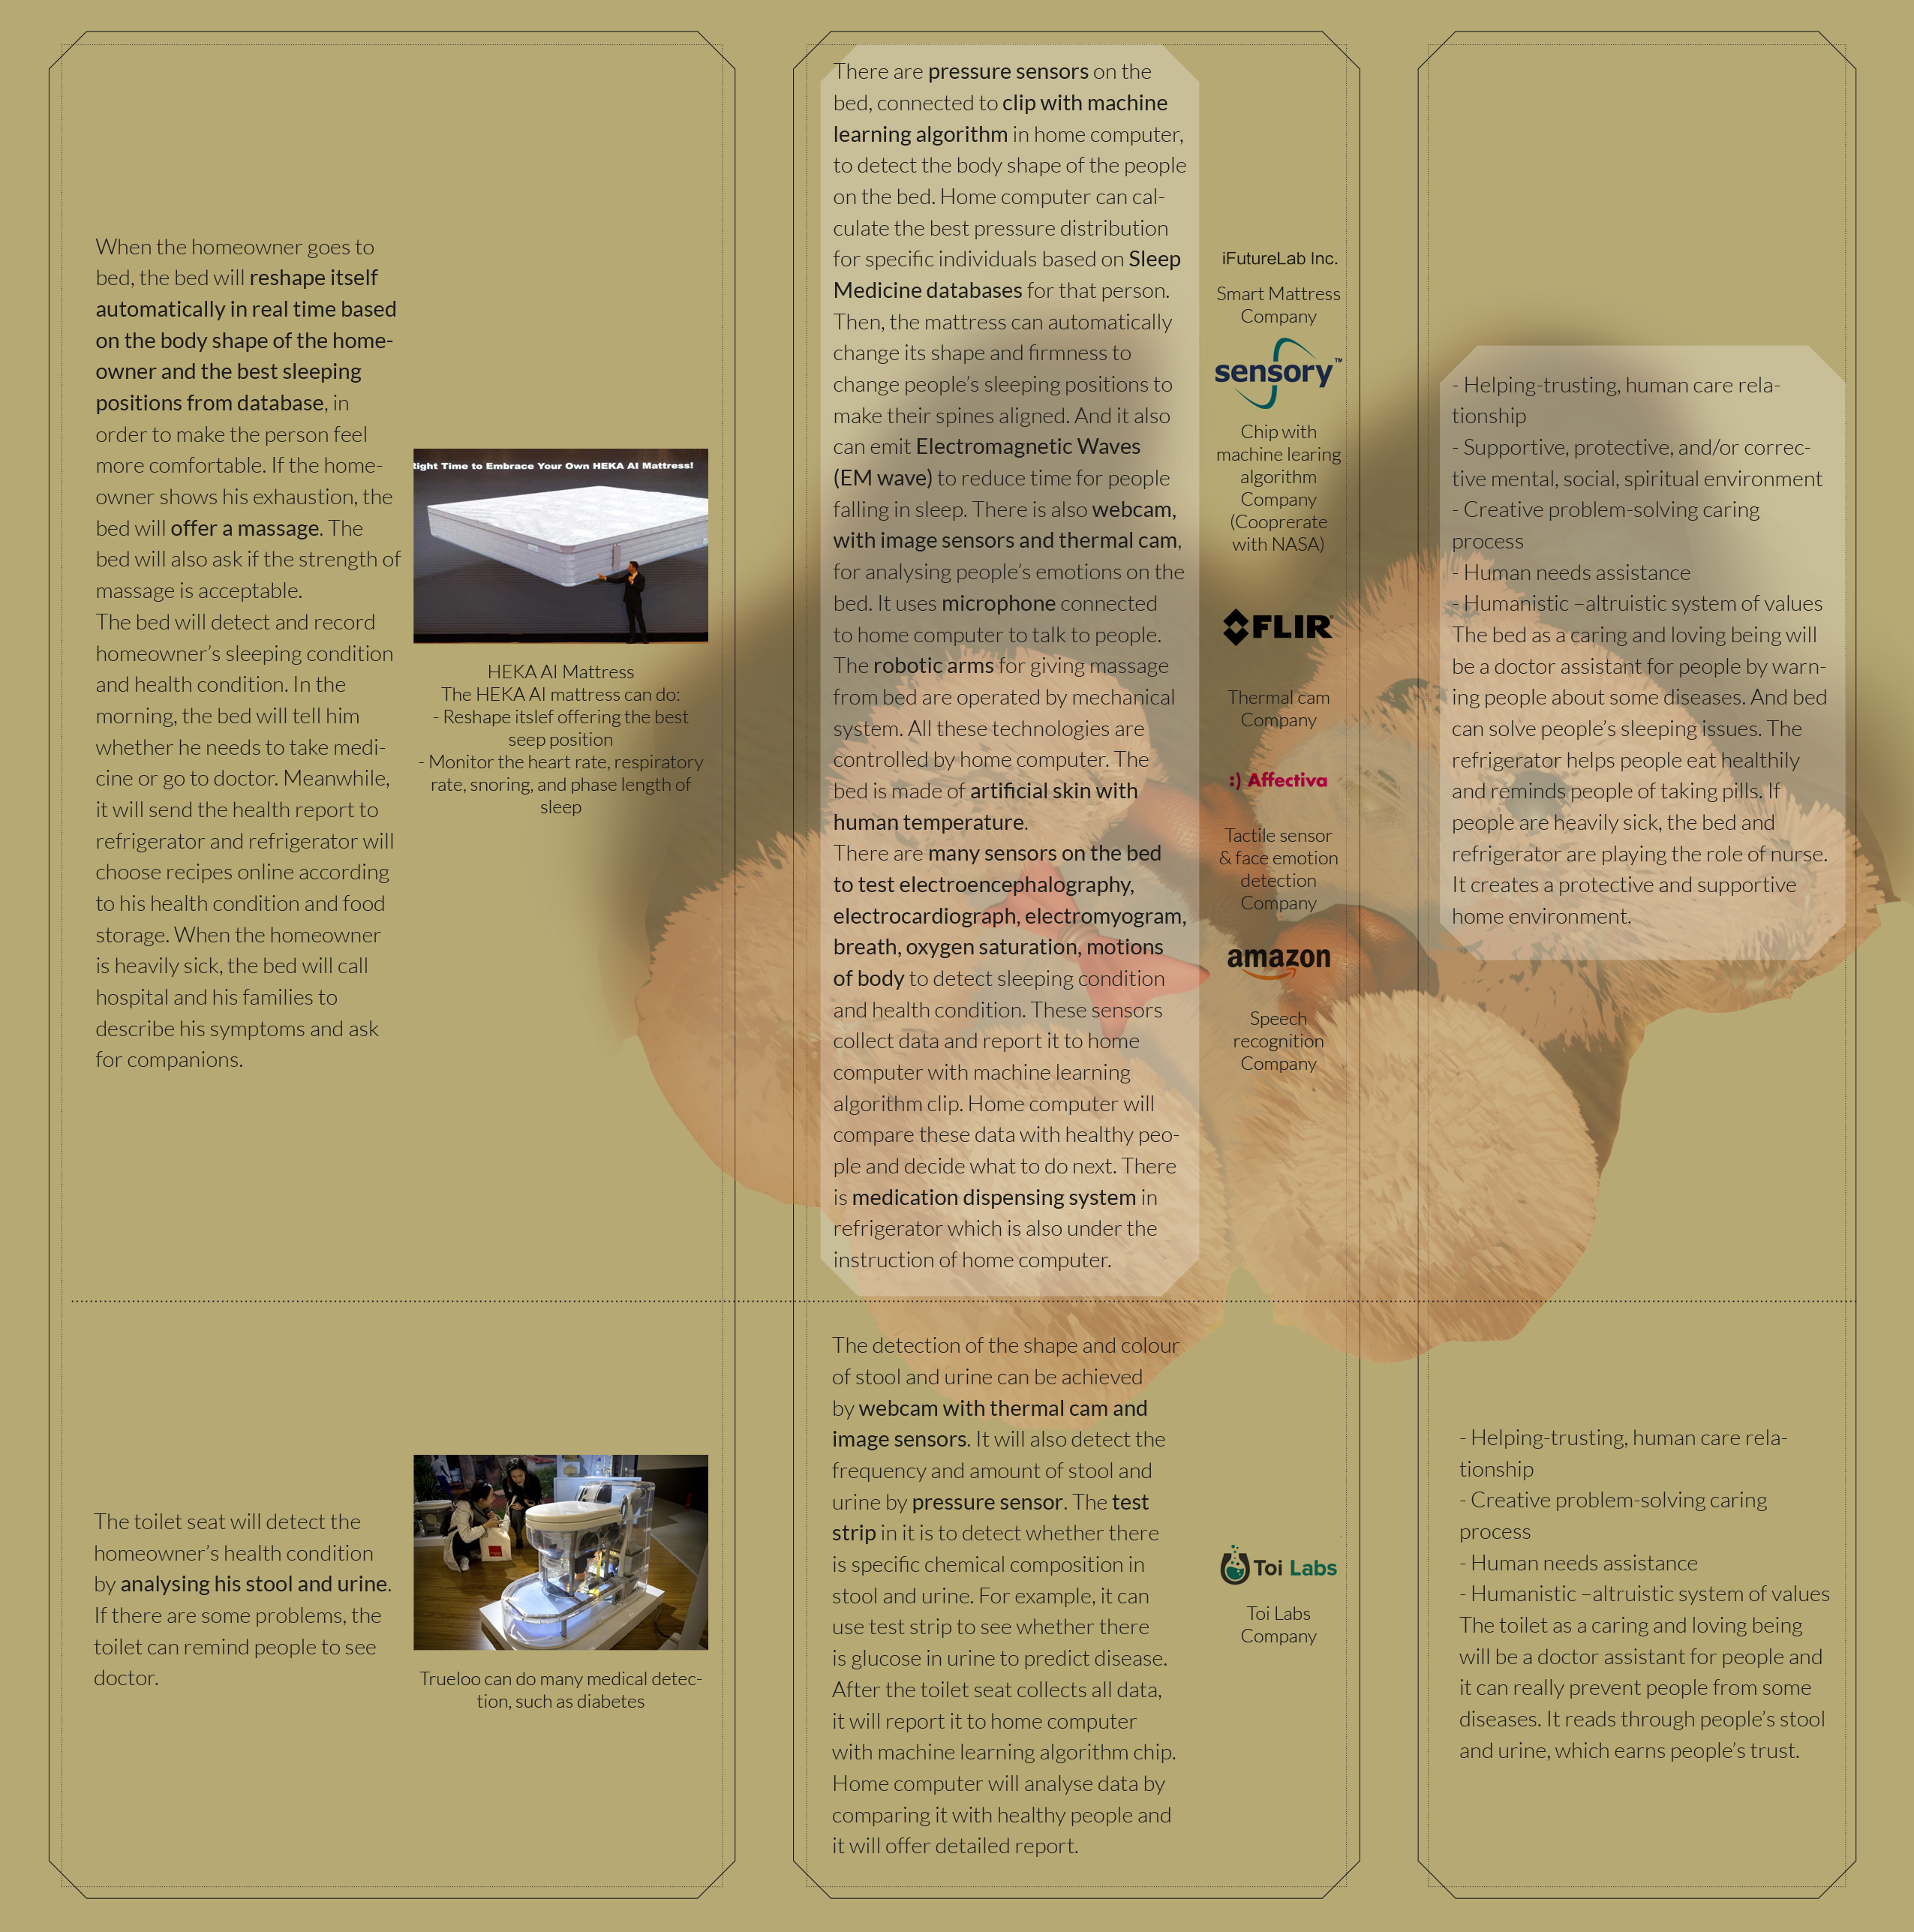 When the homeowner goes to
bed, the bed will reshape itself
automatically in real time based
on the body shape of the home-
owner and the best sleeping
positions from database, in
order to make the person feel
more comfortable. If the home-
owner shows his exhaustion, the
bed will offer a massage. The
bed will also ask if the strength of
massage is acceptable.
The bed will detect and record
homeowner's sleeping condition
and health condition. In the
morning, the bed will tell him
whether he needs to take medi-
cine or go to doctor. Meanwhile,
it will send the health report to
refrigerator and refrigerator will
choose recipes online according
to his health condition and food
storage. When the homeowner
is heavily sick, the bed will call
hospital and his families to
describe his symptoms and ask
for companions.
Right Time to Embrace Your Own HEKA AI Mattress!
HEKA AI Mattress
The HEKA AI mattress can do:
- Reshape itslef offering the best
seep position
- Monitor the heart rate, respiratory
rate, snoring, and phase length of
sleep
There are pressure sensors on the
bed, connected to clip with machine
learning algorithm in home computer,
to detect the body shape of the people
on the bed. Home computer can cal-
culate the best pressure distribution
for specific individuals based on Sleep
Medicine databases for that person.
Then, the mattress can automatically
change its shape and firmness to
change people's sleeping positions to
make their spines aligned. And it also
can emit Electromagnetic Waves
(EM wave) to reduce time for people
falling in sleep. There is also webcam,
with image sensors and thermal cam,
for analysing people's emotions on the
bed. It uses microphone connected
to home computer to talk to people.
The robotic arms for giving massage
from bed are operated by mechanical
system. All these technologies are
controlled by home computer. The
bed is made of artificial skin with
human temperature.
There are many sensors on the bed
to test electroencephalography,
electrocardiograph, electromyogram,
breath, oxygen saturation, motions
of body to detect sleeping condition
and health condition. These sensors
collect data and report it to home
computer with machine learning
algorithm clip. Home computer will
compare these data with healthy peo-
ple and decide what to do next. There
is medication dispensing system in
refrigerator which is also under the
instruction of home computer.
iFutureLab Inc.
Smart Mattress
Company
sensory™
Chip with
machine learing
algorithm
Company
(Cooprerate
with NASA)
FLIR
Thermal cam
Company
:) Affectiva
Tactile sensor
& face emotion
detection
Company
amazon
Speech
recognition
Company
- Helping-trusting, human care rela-
tionship
- Supportive, protective, and/or correc-
tive mental, social, spiritual environment
- Creative problem-solving caring
process
- Human needs assistance
- Humanistic –altruistic system of values
The bed as a caring and loving being will
be a doctor assistant for people by warn-
ing people about some diseases. And bed
can solve people's sleeping issues. The
refrigerator helps people eat healthily
and reminds people of taking pills. If
people are heavily sick, the bed and
refrigerator are playing the role of nurse.
It creates a protective and supportive
home environment.
The toilet seat will detect the
homeowner's health condition
by analysing his stool and urine.
If there are some problems, the
toilet can remind people to see
doctor.
Trueloo can do many medical detec-
tion, such as diabetes
The detection of the shape and colour
of stool and urine can be achieved
by webcam with thermal cam and
image sensors. It will also detect the
frequency and amount of stool and
urine by pressure sensor. The test
strip in it is to detect whether there
is specific chemical composition in
stool and urine. For example, it can
use test strip to see whether there
is glucose in urine to predict disease.
After the toilet seat collects all data,
it will report it to home computer
with machine learning algorithm chip.
Home computer will analyse data by
comparing it with healthy people and
it will offer detailed report.
Toi Labs
Toi Labs
Company
- Helping-trusting, human care rela-
tionship
- Creative problem-solving caring
process
- Human needs assistance
- Humanistic –altruistic system of values
The toilet as a caring and loving being
will be a doctor assistant for people and
it can really prevent people from some
diseases. It reads through people's stool
and urine, which earns people's trust.